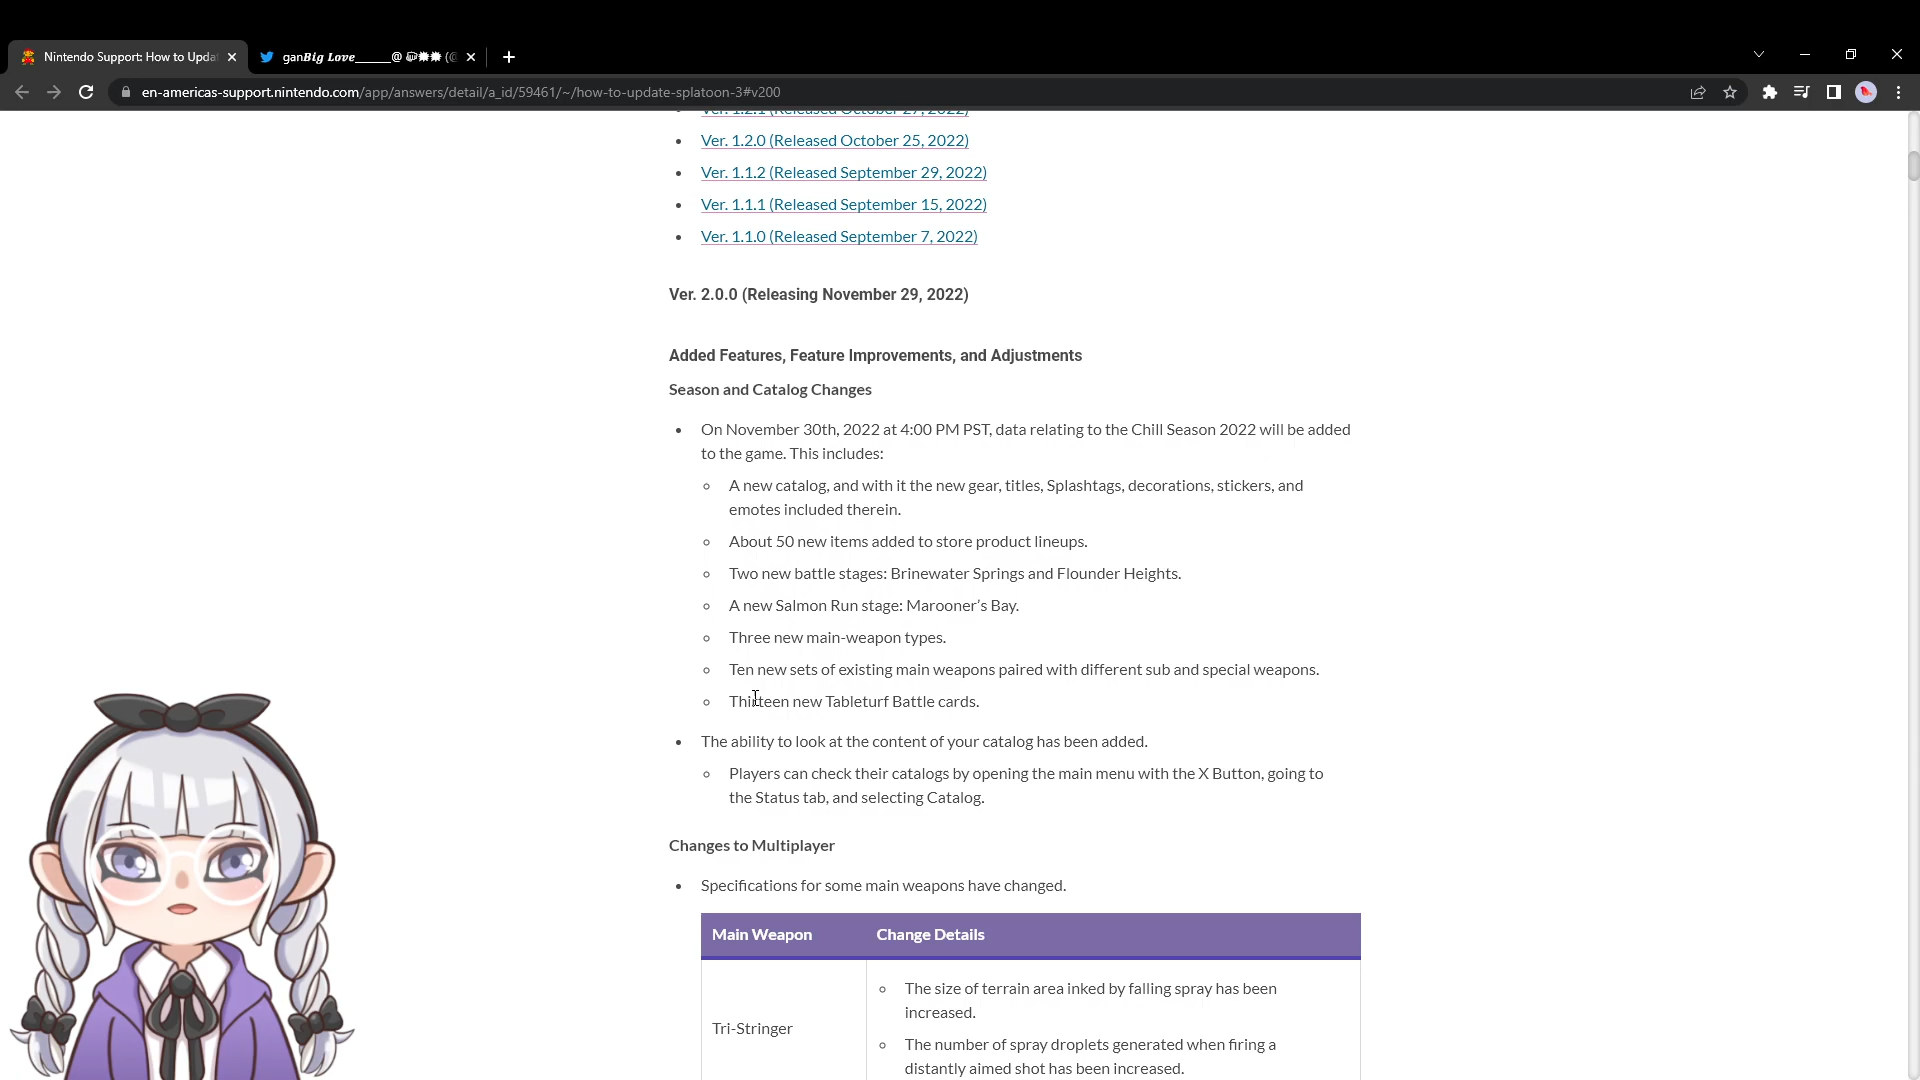 Nintendo Support: How to Upda
ganBig Love______@
en-americas-support.nintendo.com/app/answers/detail/a_id/59461/~/how-to-update-splatoon-3#v200
Ver. 1.2.1 (Released October 27, 2022)
Ver. 1.2.0 (Released October 25, 2022)
Ver. 1.1.2 (Released September 29, 2022)
Ver. 1.1.1 (Released September 15, 2022)
Ver. 1.1.0 (Released September 7, 2022)
Ver. 2.0.0 (Releasing November 29, 2022)
Added Features, Feature Improvements, and Adjustments
Season and Catalog Changes
On November 30th, 2022 at 4:00 PM PST, data relating to the Chill Season 2022 will be added
to the game. This includes:
A new catalog, and with it the new gear, titles, Splashtags, decorations, stickers, and
emotes included therein.
About 50 new items added to store product lineups.
Two new battle stages: Brinewater Springs and Flounder Heights.
A new Salmon Run stage: Marooner’s Bay.
Three new main-weapon types.
Ten new sets of existing main weapons paired with different sub and special weapons.
Thirteen new Tableturf Battle cards.
The ability to look at the content of your catalog has been added.
Players can check their catalogs by opening the main menu with the X Button, going to
the Status tab, and selecting Catalog.
Changes to Multiplayer
Specifications for some main weapons have changed.
Main Weapon Change Details
Tri-Stringer
The size of terrain area inked by falling spray has been
increased.
The number of spray droplets generated when firing a
distantly aimed shot has been increased.